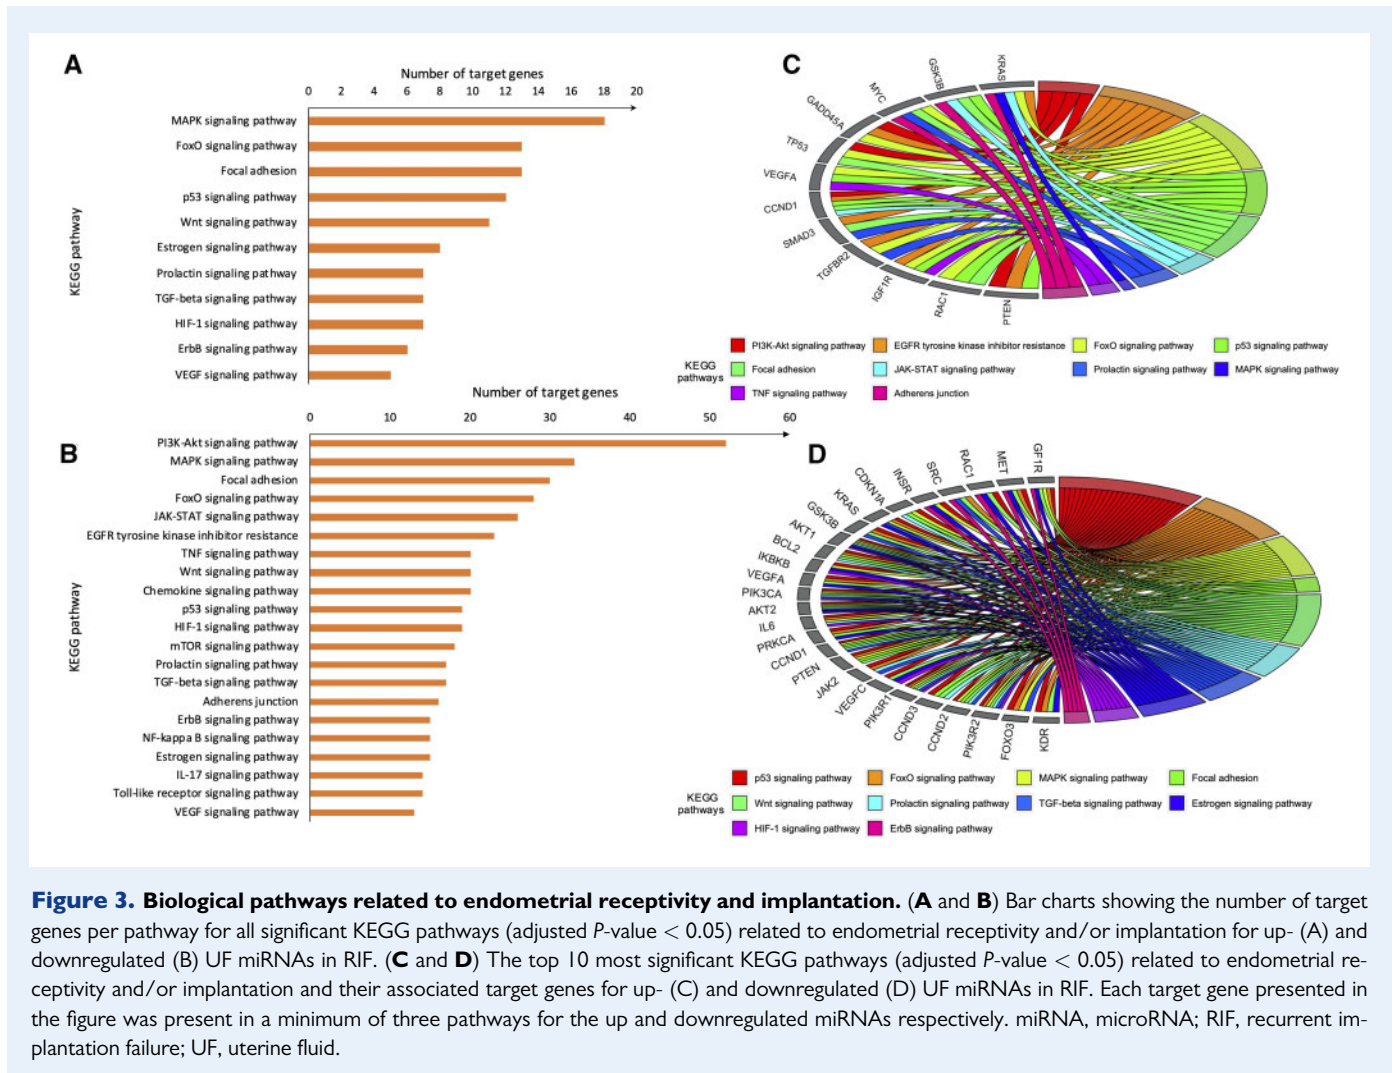 A
Number of target genes
0 2 4 6 8 10 12 14 16 18 20
KEGG pathway
MAPK signaling pathway
FoxO signaling pathway
Focal adhesion
p53 signaling pathway
Wnt signaling pathway
Estrogen signaling pathway
Prolactin signaling pathway
TGF-beta signaling pathway
HIF-1 signaling pathway
ErbB signaling pathway
VEGF signaling pathway
B
Number of target genes
0 10 20 30 40 50 60
KEGG pathway
PI3K-Akt signaling pathway
MAPK signaling pathway
Focal adhesion
FoxO signaling pathway
JAK-STAT signaling pathway
EGFR tyrosine kinase inhibitor resistance
TNF signaling pathway
Wnt signaling pathway
Chemokine signaling pathway
p53 signaling pathway
HIF-1 signaling pathway
mTOR signaling pathway
Prolactin signaling pathway
TGF-beta signaling pathway
Adherens junction
ErbB signaling pathway
NF-kappa B signaling pathway
Estrogen signaling pathway
IL-17 signaling pathway
Toll-like receptor signaling pathway
VEGF signaling pathway
C
KRAS
GSK3B
MYC
GADD45A
TP53
VEGFA
CCND1
SMAD3
TGFBR2
IGF1R
RAC1
PTEN
KEGG
pathways
PI3K-Akt signaling pathway EGFR tyrosine kinase inhibitor resistance FoxO signaling pathway p53 signaling pathway
Focal adhesion JAK-STAT signaling pathway Prolactin signaling pathway MAPK signaling pathway
TNF signaling pathway Adherens junction
D
GF1R
MET
RAC1
SRC
INSR
CDKN1A
KRAS
GSK3B
AKT1
BCL2
IKBKB
VEGFA
PIK3CA
AKT2
IL6
PRKCA
CCND1
PTEN
JAK2
VEGFC
PIK3R1
CCND3
CCND2
PIK3R2
FOXO3
KDR
KEGG
pathways
p53 signaling pathway FoxO signaling pathway MAPK signaling pathway Focal adhesion
Wnt signaling pathway Prolactin signaling pathway TGF-beta signaling pathway Estrogen signaling pathway
HIF-1 signaling pathway ErbB signaling pathway
Figure 3. Biological pathways related to endometrial receptivity and implantation. (A and B) Bar charts showing the number of target
genes per pathway for all significant KEGG pathways (adjusted P-value < 0.05) related to endometrial receptivity and/or implantation for up- (A) and
downregulated (B) UF miRNAs in RIF. (C and D) The top 10 most significant KEGG pathways (adjusted P-value < 0.05) related to endometrial re-
ceptivity and/or implantation and their associated target genes for up- (C) and downregulated (D) UF miRNAs in RIF. Each target gene presented in
the figure was present in a minimum of three pathways for the up and downregulated miRNAs respectively. miRNA, microRNA; RIF, recurrent im-
plantation failure; UF, uterine fluid.